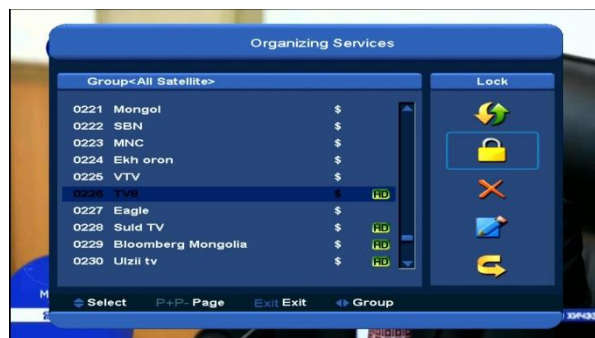 Organizing Services
Group<All Satellite>
Lock
0221 Mongol $
0222 SBN $
0223 MNC $
0224 Ekh oron $
0225 VTV $
0226 TV8 $ HD
0227 Eagle $
0228 Suld TV $ HD
0229 Bloomberg Mongolia $ HD
0230 Ulzii tv $ HD
Select P+P- Page Exit Exit Group
M